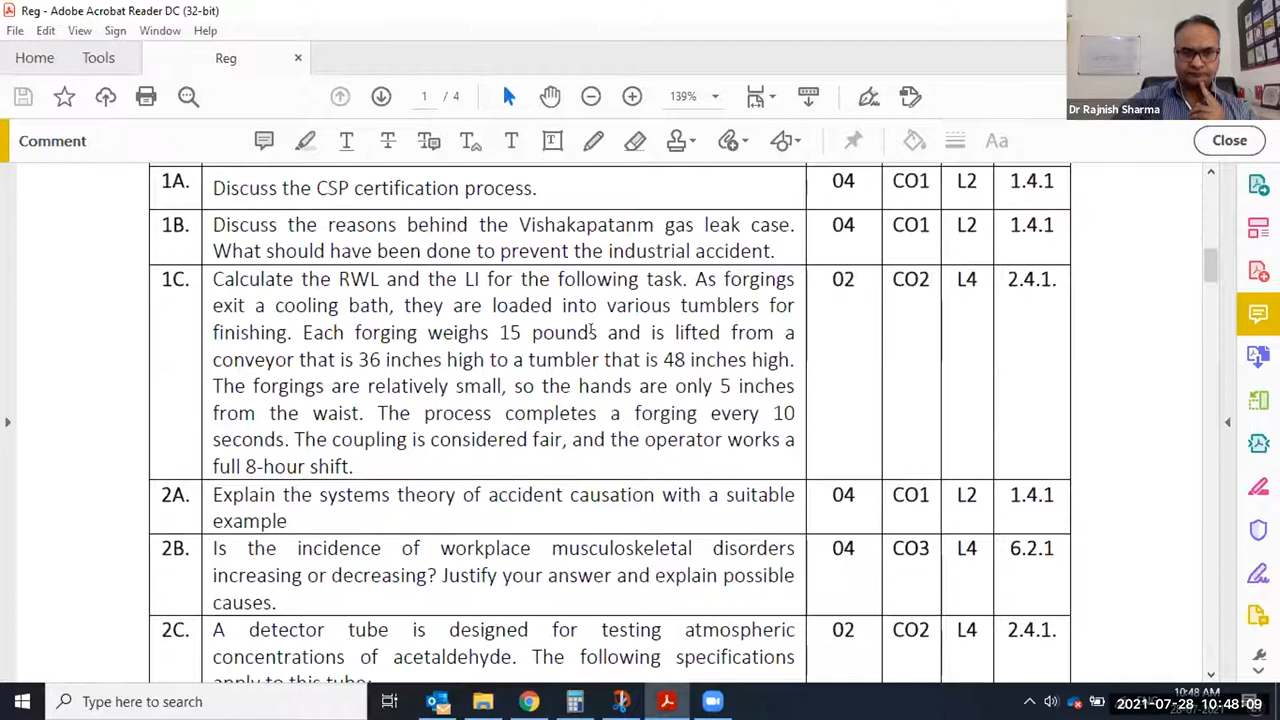 Reg - Adobe Acrobat Reader DC (32-bit)
File Edit View Sign Window Help
Home Tools Reg ×
1 / 4 139%
Dr Rajnish Sharma
Comment Close
1A. Discuss the CSP certification process. 04 CO1 L2 1.4.1
1B. Discuss the reasons behind the Vishakapatanm gas leak case. 04 CO1 L2 1.4.1
What should have been done to prevent the industrial accident.
1C. Calculate the RWL and the LI for the following task. As forgings 02 CO2 L4 2.4.1.
exit a cooling bath, they are loaded into various tumblers for
finishing. Each forging weighs 15 pounds and is lifted from a
conveyor that is 36 inches high to a tumbler that is 48 inches high.
The forgings are relatively small, so the hands are only 5 inches
from the waist. The process completes a forging every 10
seconds. The coupling is considered fair, and the operator works a
full 8-hour shift.
2A. Explain the systems theory of accident causation with a suitable 04 CO1 L2 1.4.1
example
2B. Is the incidence of workplace musculoskeletal disorders 04 CO3 L4 6.2.1
increasing or decreasing? Justify your answer and explain possible
causes.
2C. A detector tube is designed for testing atmospheric 02 CO2 L4 2.4.1.
concentrations of acetaldehyde. The following specifications
apply to this tube:
Type here to search
10:48 AM
2021-07-28 10:48:09